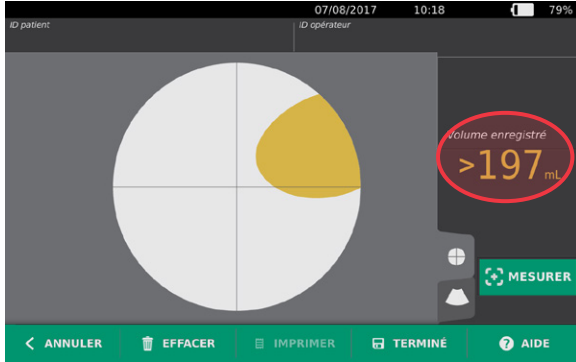 07/08/2017 10:18 79%
ID patient ID opérateur
Volume enregistré
>197 mL
MESURER
ANNULER EFFACER IMPRIMER TERMINÉ AIDE